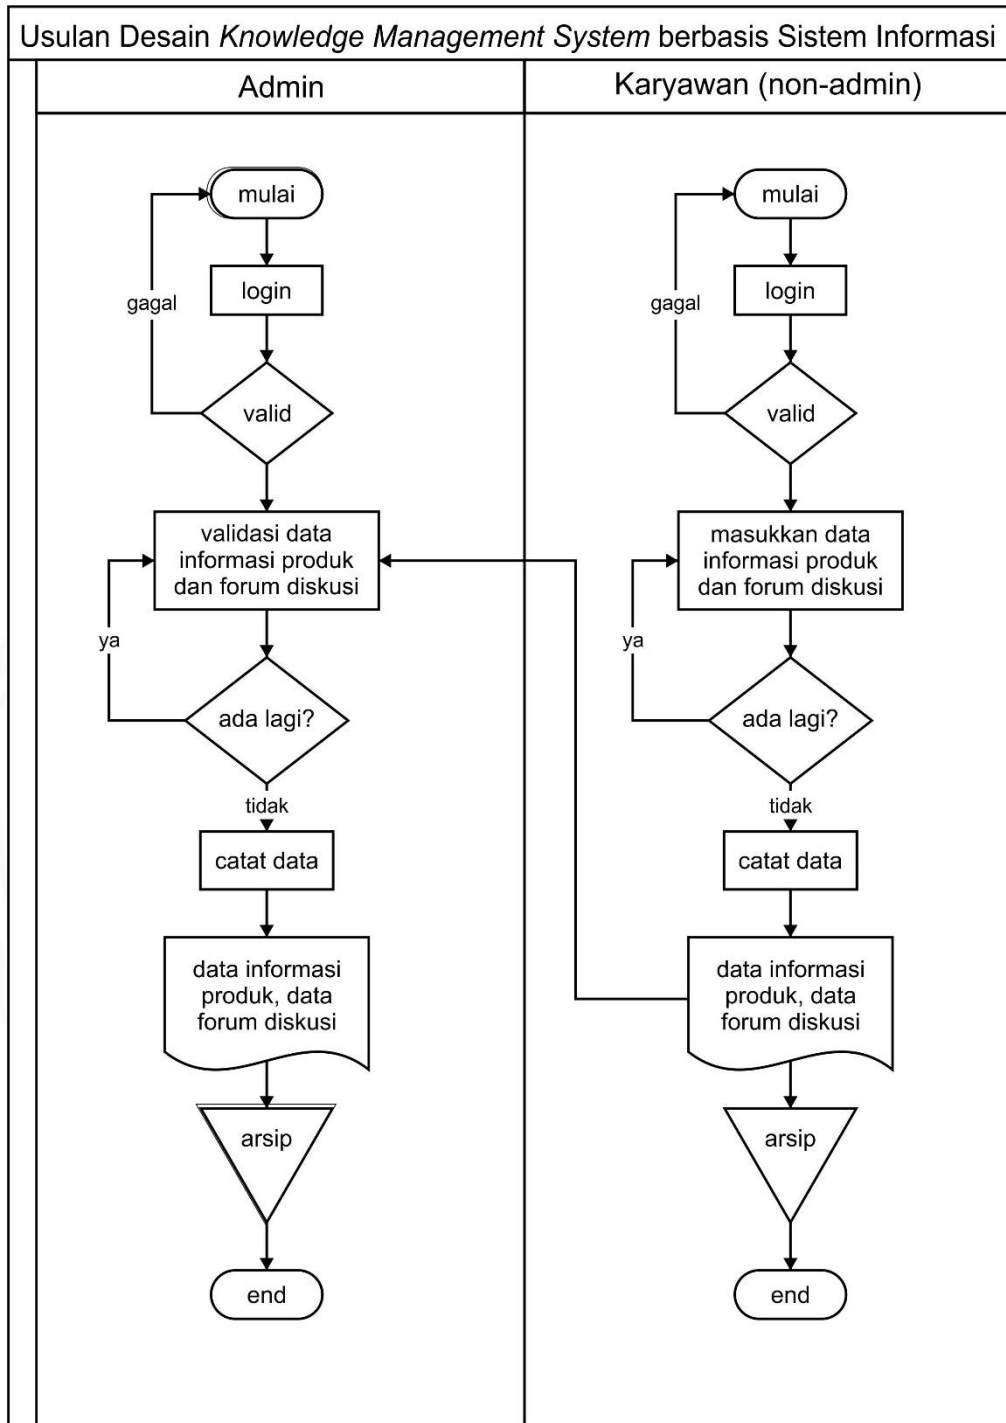 Usulan Desain Knowledge Management System berbasis Sistem Informasi
Admin
Karyawan (non-admin)
mulai
login
gagal
valid
validasi data
informasi produk
dan forum diskusi
ya
ada lagi?
tidak
catat data
data informasi
produk, data
forum diskusi
arsip
end
mulai
login
gagal
valid
masukkan data
informasi produk
dan forum diskusi
ya
ada lagi?
tidak
catat data
data informasi
produk, data
forum diskusi
arsip
end